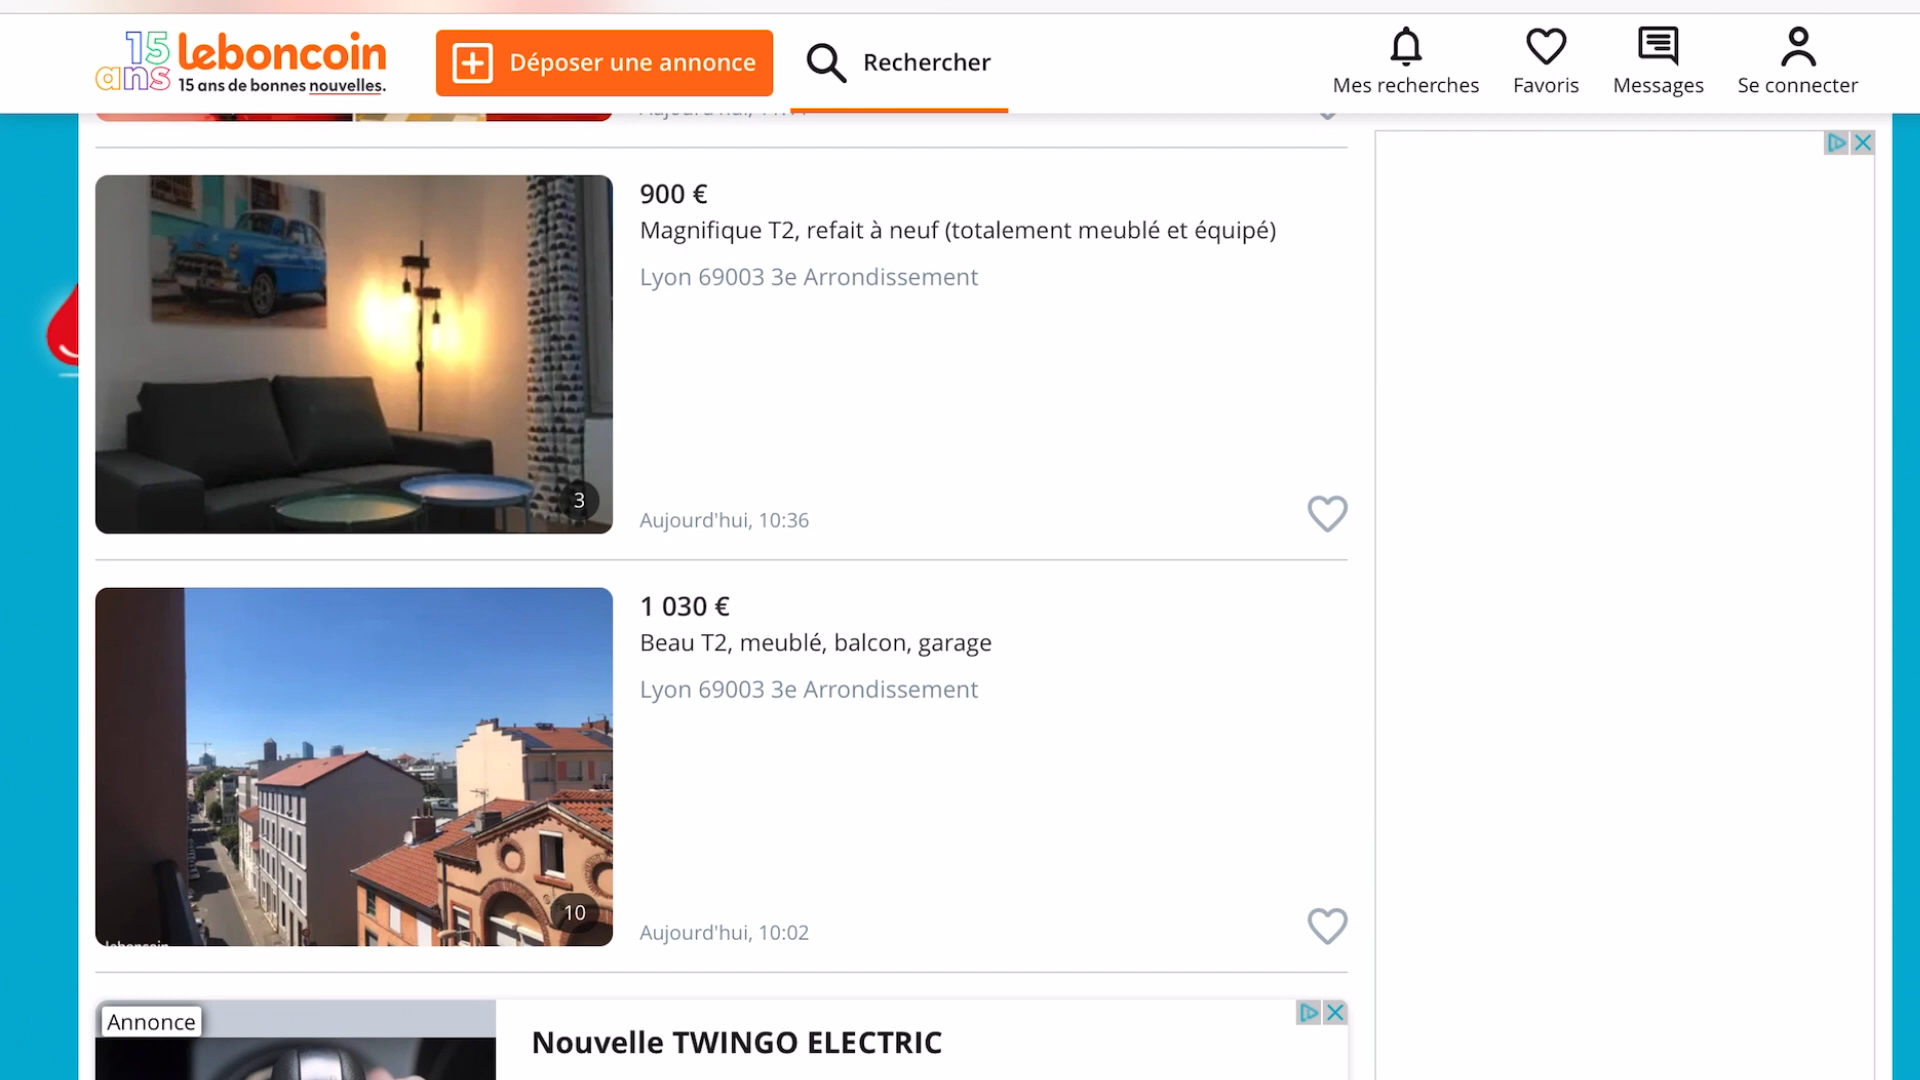 15 ans
leboncoin
15 ans de bonnes nouvelles.
Déposer une annonce
Rechercher
Mes recherches
Favoris
Messages
Se connecter
900 €
Magnifique T2, refait à neuf (totalement meublé et équipé)
Lyon 69003 3e Arrondissement
3
Aujourd'hui, 10:36
1 030 €
Beau T2, meublé, balcon, garage
Lyon 69003 3e Arrondissement
10
leboncoin
Aujourd'hui, 10:02
Annonce
Nouvelle TWINGO ELECTRIC